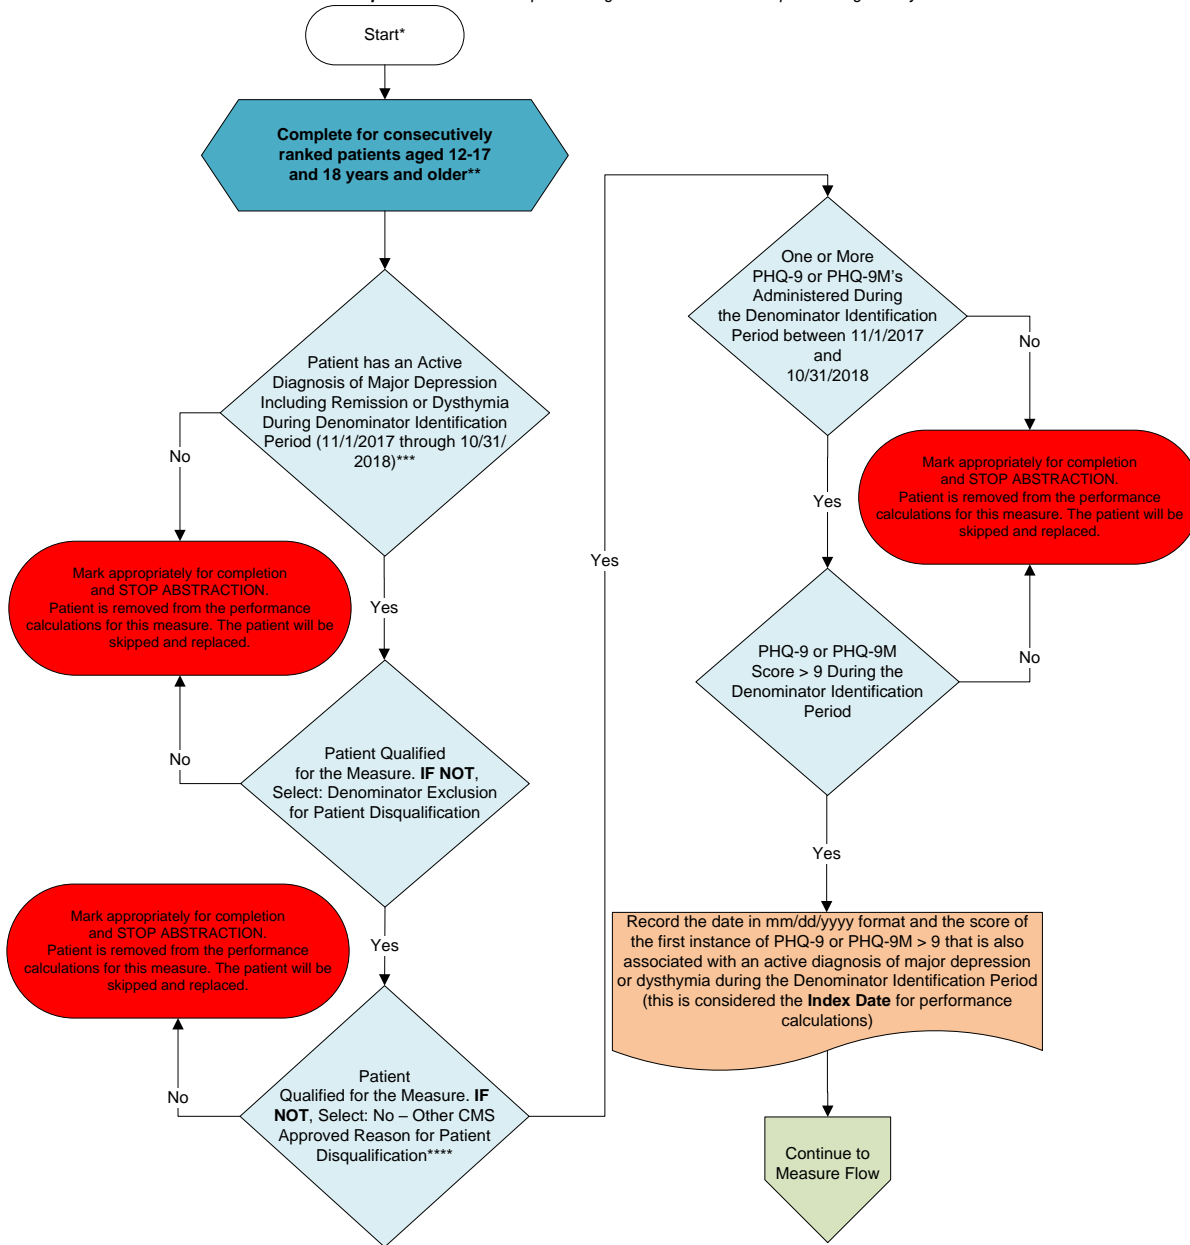 Start*
Complete for consecutively
ranked patients aged 12-17
and 18 years and older**
Patient has an Active
Diagnosis of Major Depression
Including Remission or Dysthymia
During Denominator Identification
Period (11/1/2017 through 10/31/
2018)***
No
Mark appropriately for completion
and STOP ABSTRACTION.
Patient is removed from the performance
calculations for this measure. The patient will be
skipped and replaced.
Yes
Patient Qualified
for the Measure. IF NOT,
Select: Denominator Exclusion
for Patient Disqualification
No
Mark appropriately for completion
and STOP ABSTRACTION.
Patient is removed from the performance
calculations for this measure. The patient will be
skipped and replaced.
Yes
Patient
Qualified for the Measure. IF
NOT, Select: No – Other CMS
Approved Reason for Patient
Disqualification****
No
Yes
One or More
PHQ-9 or PHQ-9M's
Administered During
the Denominator Identification
Period between 11/1/2017
and
10/31/2018
No
Mark appropriately for completion
and STOP ABSTRACTION.
Patient is removed from the performance
calculations for this measure. The patient will be
skipped and replaced.
Yes
PHQ-9 or PHQ-9M
Score > 9 During the
Denominator Identification
Period
No
Yes
Record the date in mm/dd/yyyy format and the score of
the first instance of PHQ-9 or PHQ-9M > 9 that is also
associated with an active diagnosis of major depression
or dysthymia during the Denominator Identification Period
(this is considered the Index Date for performance
calculations)
Continue to
Measure Flow